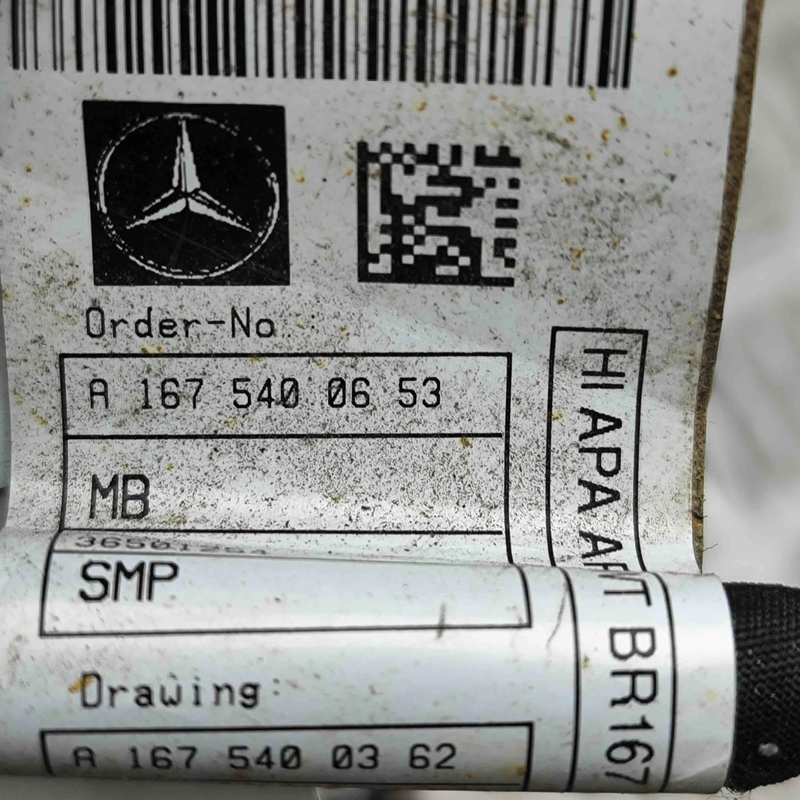 Order-No.:
A 167 540 06 53
MB
SMP
Drawing:
A 167 540 03 62
HI APA
BR167